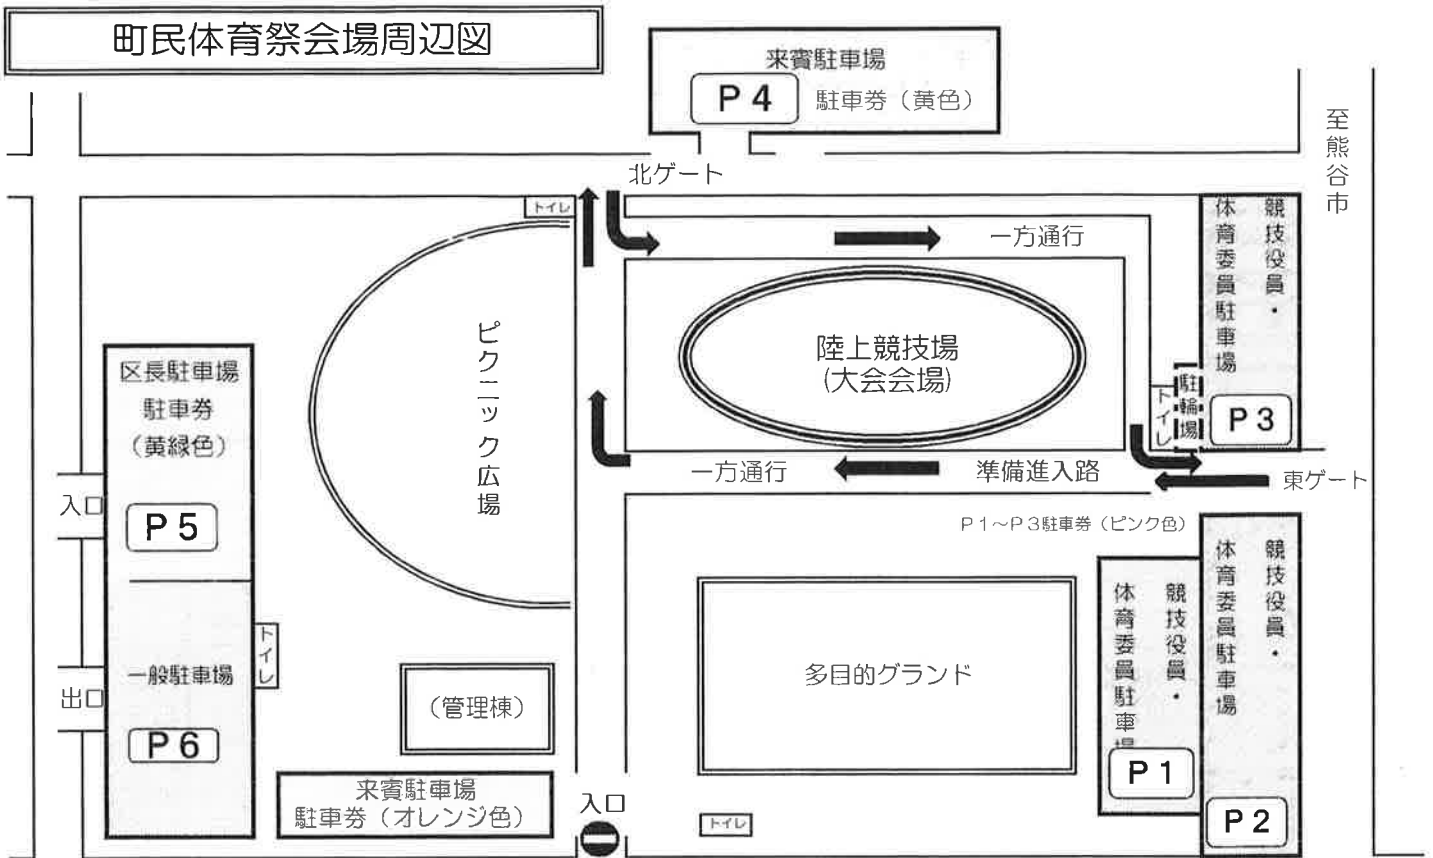 町民体育祭会場周辺図
来賓駐車場
P4 駐車券（黄色）
至熊谷市
北ゲート
トイレ
一方通行
競技役員・
体育委員駐車場
P3
ピクニック広場
陸上競技場
(大会会場)
駐輪場
トイレ
区長駐車場
駐車券
（黄緑色）
P5
入口
一方通行
準備進入路
東ゲート
P1～P3駐車券（ピンク色）
競技役員・
体育委員駐車場
P2
競技役員・
体育委員駐車場
P1
トイレ
一般駐車場
P6
出口
（管理棟）
多目的グランド
来賓駐車場
駐車券（オレンジ色）
入口
トイレ